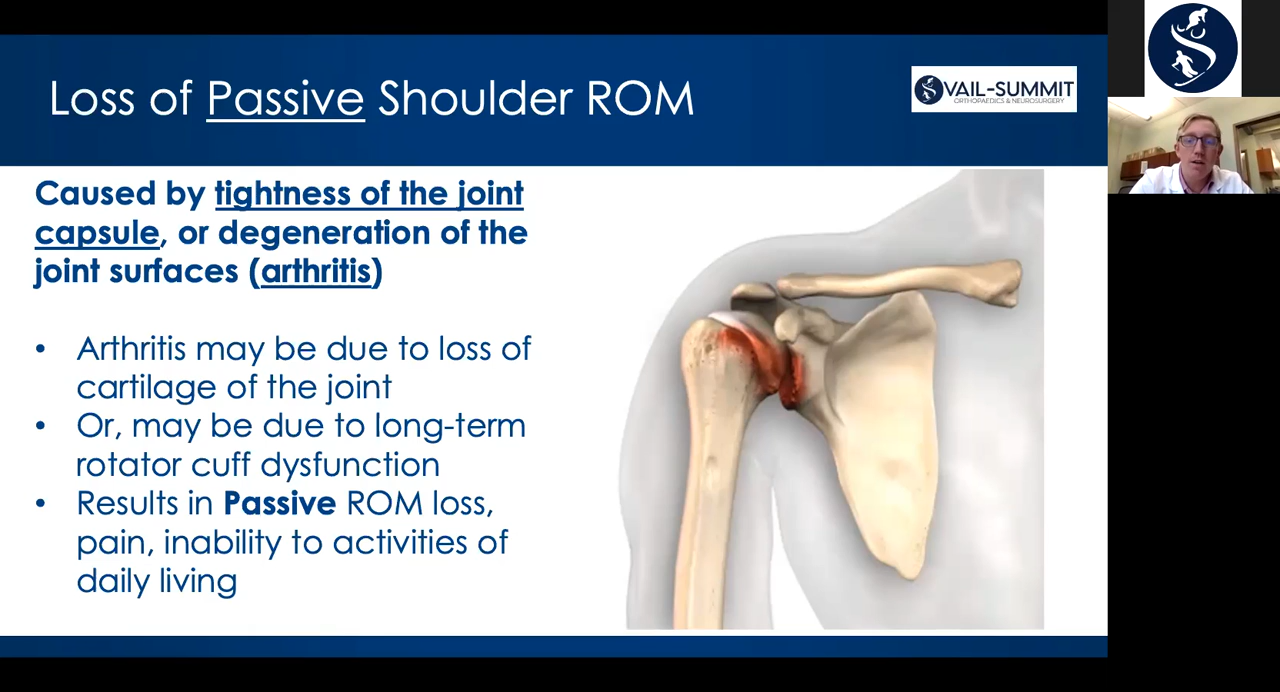 Loss of Passive Shoulder ROM
VAIL-SUMMIT
ORTHOPAEDICS & NEUROSURGERY
Caused by tightness of the joint
capsule, or degeneration of the
joint surfaces (arthritis)
• Arthritis may be due to loss of
cartilage of the joint
• Or, may be due to long-term
rotator cuff dysfunction
• Results in Passive ROM loss,
pain, inability to activities of
daily living